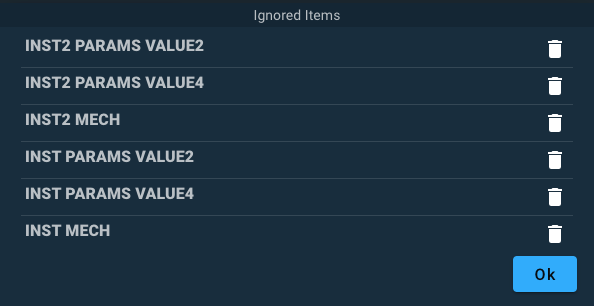 Ignored Items
INST2 PARAMS VALUE2
INST2 PARAMS VALUE4
INST2 MECH
INST PARAMS VALUE2
INST PARAMS VALUE4
INST MECH
Ok